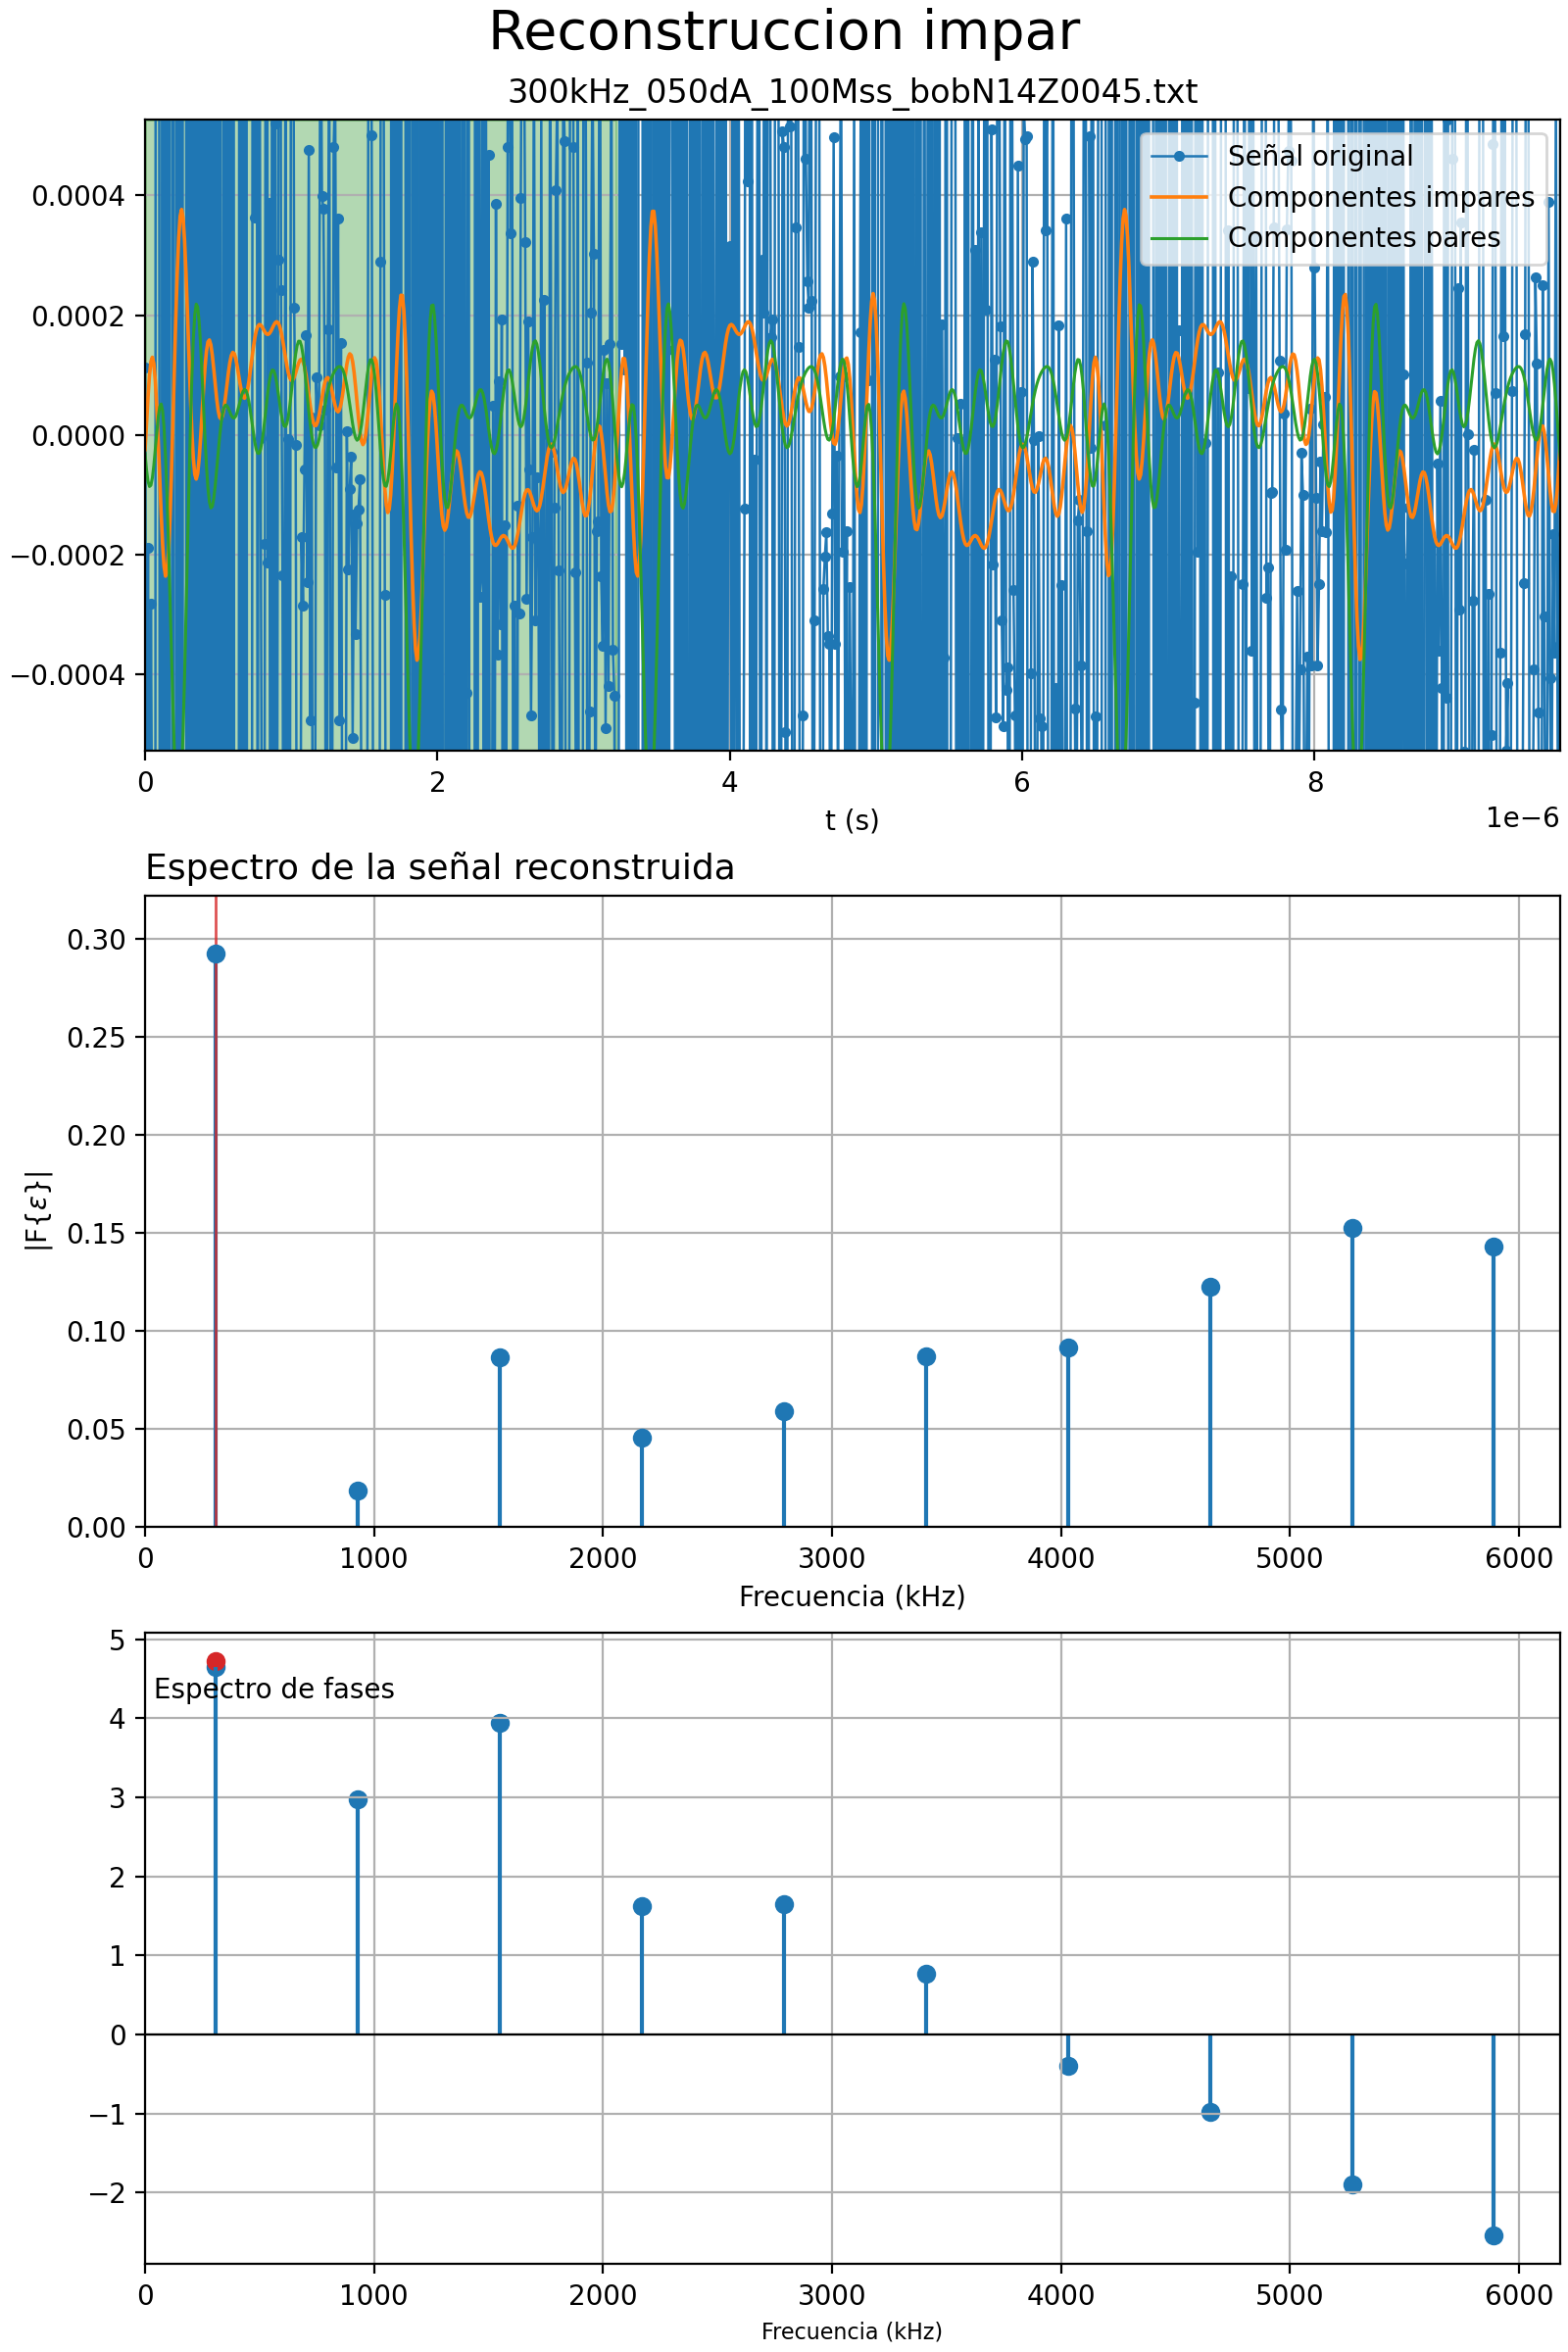 Reconstruccion impar
300kHz_050dA_100Mss_bobN14Z0045.txt
Señal original
Componentes impares
Componentes pares
0.0004
0.0002
0.0000
−0.0002
−0.0004
0 2 4 6 8
t (s) 1e−6
Espectro de la señal reconstruida
0.30
0.25
0.20
0.15
0.10
0.05
0.00
|F{ε}|
0 1000 2000 3000 4000 5000 6000
Frecuencia (kHz)
Espectro de fases
5
4
3
2
1
0
−1
−2
0 1000 2000 3000 4000 5000 6000
Frecuencia (kHz)